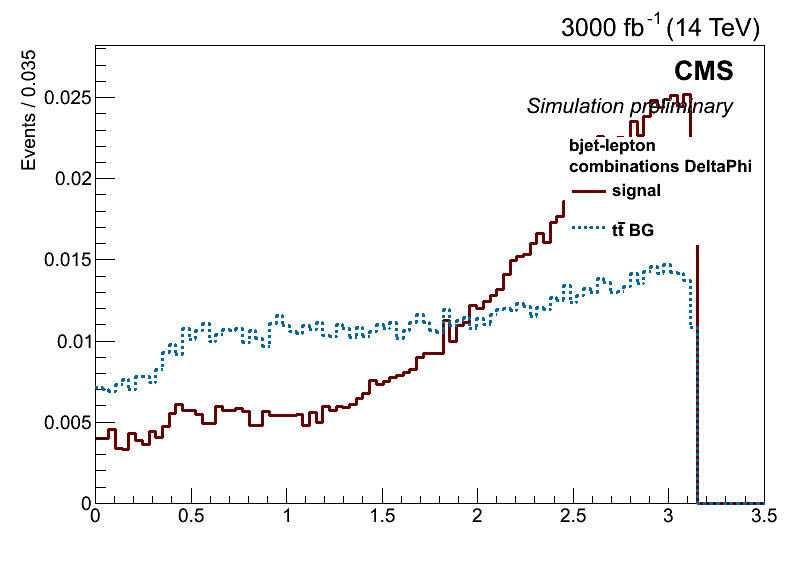 3000 fb⁻¹ (14 TeV)
CMS
Simulation preliminary
Events / 0.035
bjet-lepton
combinations DeltaPhi
signal
tt̄ BG
0.025
0.02
0.015
0.01
0.005
0
0 0.5 1 1.5 2 2.5 3 3.5